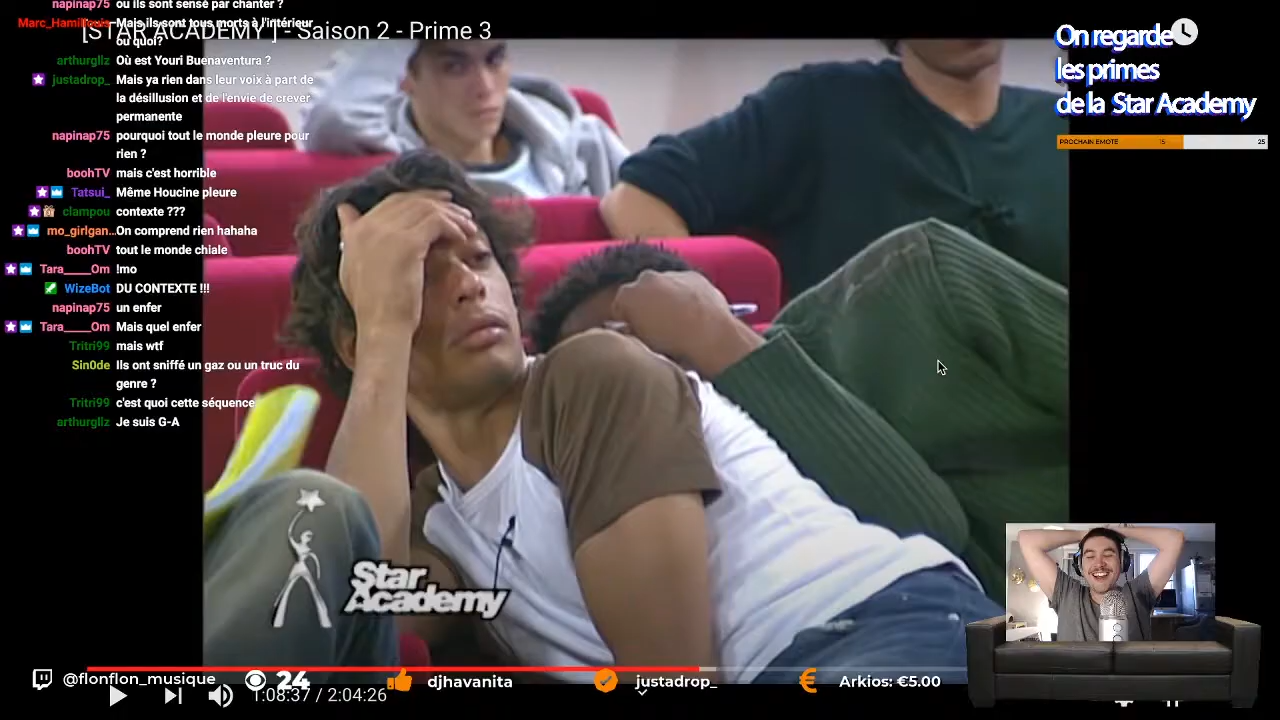 napinap75 ou ils sont sensé par chanter ?
Mais ils sont tous morts à l'intérieur
ou quoi?
[STAR ACADEMY ] - Saison 2 - Prime 3
arthurgllz Où est Youri Buenaventura ?
justadrop_ Mais ya rien dans leur voix à part de
la désillusion et de l'envie de crever
permanente
napinap75 pourquoi tout le monde pleure pour
rien ?
boohTV mais c'est horrible
Tatsui_ Même Houcine pleure
clampou contexte ???
mo_girlgan... On comprend rien hahaha
boohTV tout le monde chiale
Tara____Om !mo
WizeBot DU CONTEXTE !!!
napinap75 un enfer
Tara____Om Mais quel enfer
Tritri99 mais wtf
Sin0de Ils ont sniffé un gaz ou un truc du
genre ?
Tritri99 c'est quoi cette séquence
arthurgllz Je suis G-A
On regarde
les primes
de la Star Academy
PROCHAIN EMOTE 15 25
Star
Academy
@flonflon_musique 24 djhavanita justadrop_ Arkios: €5.00
1:08:37 / 2:04:26